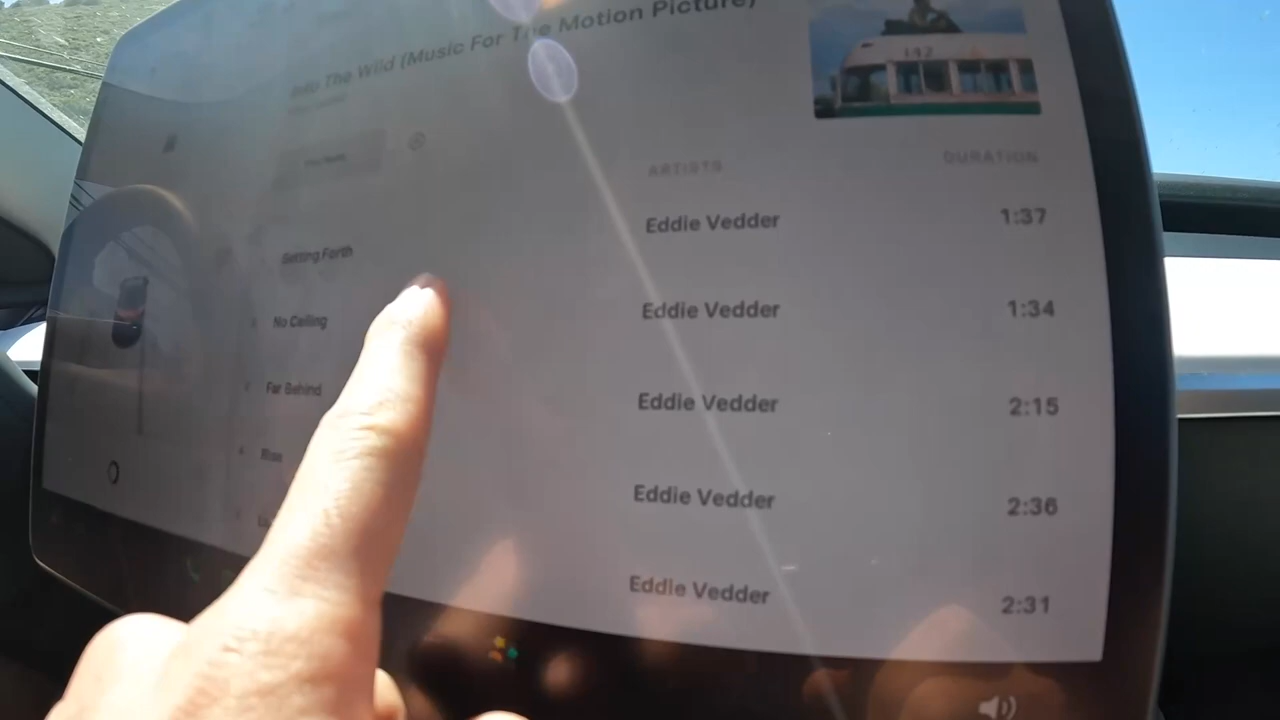 Into The Wild (Music For The Motion Picture)
142
ARTISTS DURATION
Setting Forth Eddie Vedder 1:37
No Ceiling Eddie Vedder 1:34
Far Behind Eddie Vedder 2:15
Rise Eddie Vedder 2:36
Eddie Vedder 2:31